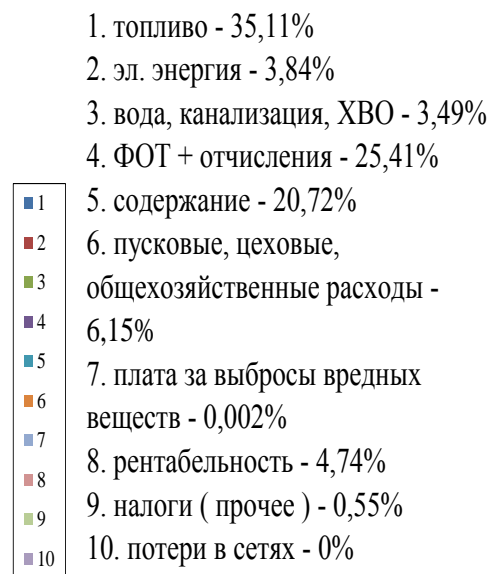 1. топливо - 35,11%
2. эл. энергия - 3,84%
3. вода, канализация, ХВО - 3,49%
4. ФОТ + отчисления - 25,41%
5. содержание - 20,72%
6. пусковые, цеховые,
общехозяйственные расходы -
6,15%
7. плата за выбросы вредных
веществ - 0,002%
8. рентабельность - 4,74%
9. налоги ( прочее ) - 0,55%
10. потери в сетях - 0%
1
2
3
4
5
6
7
8
9
10